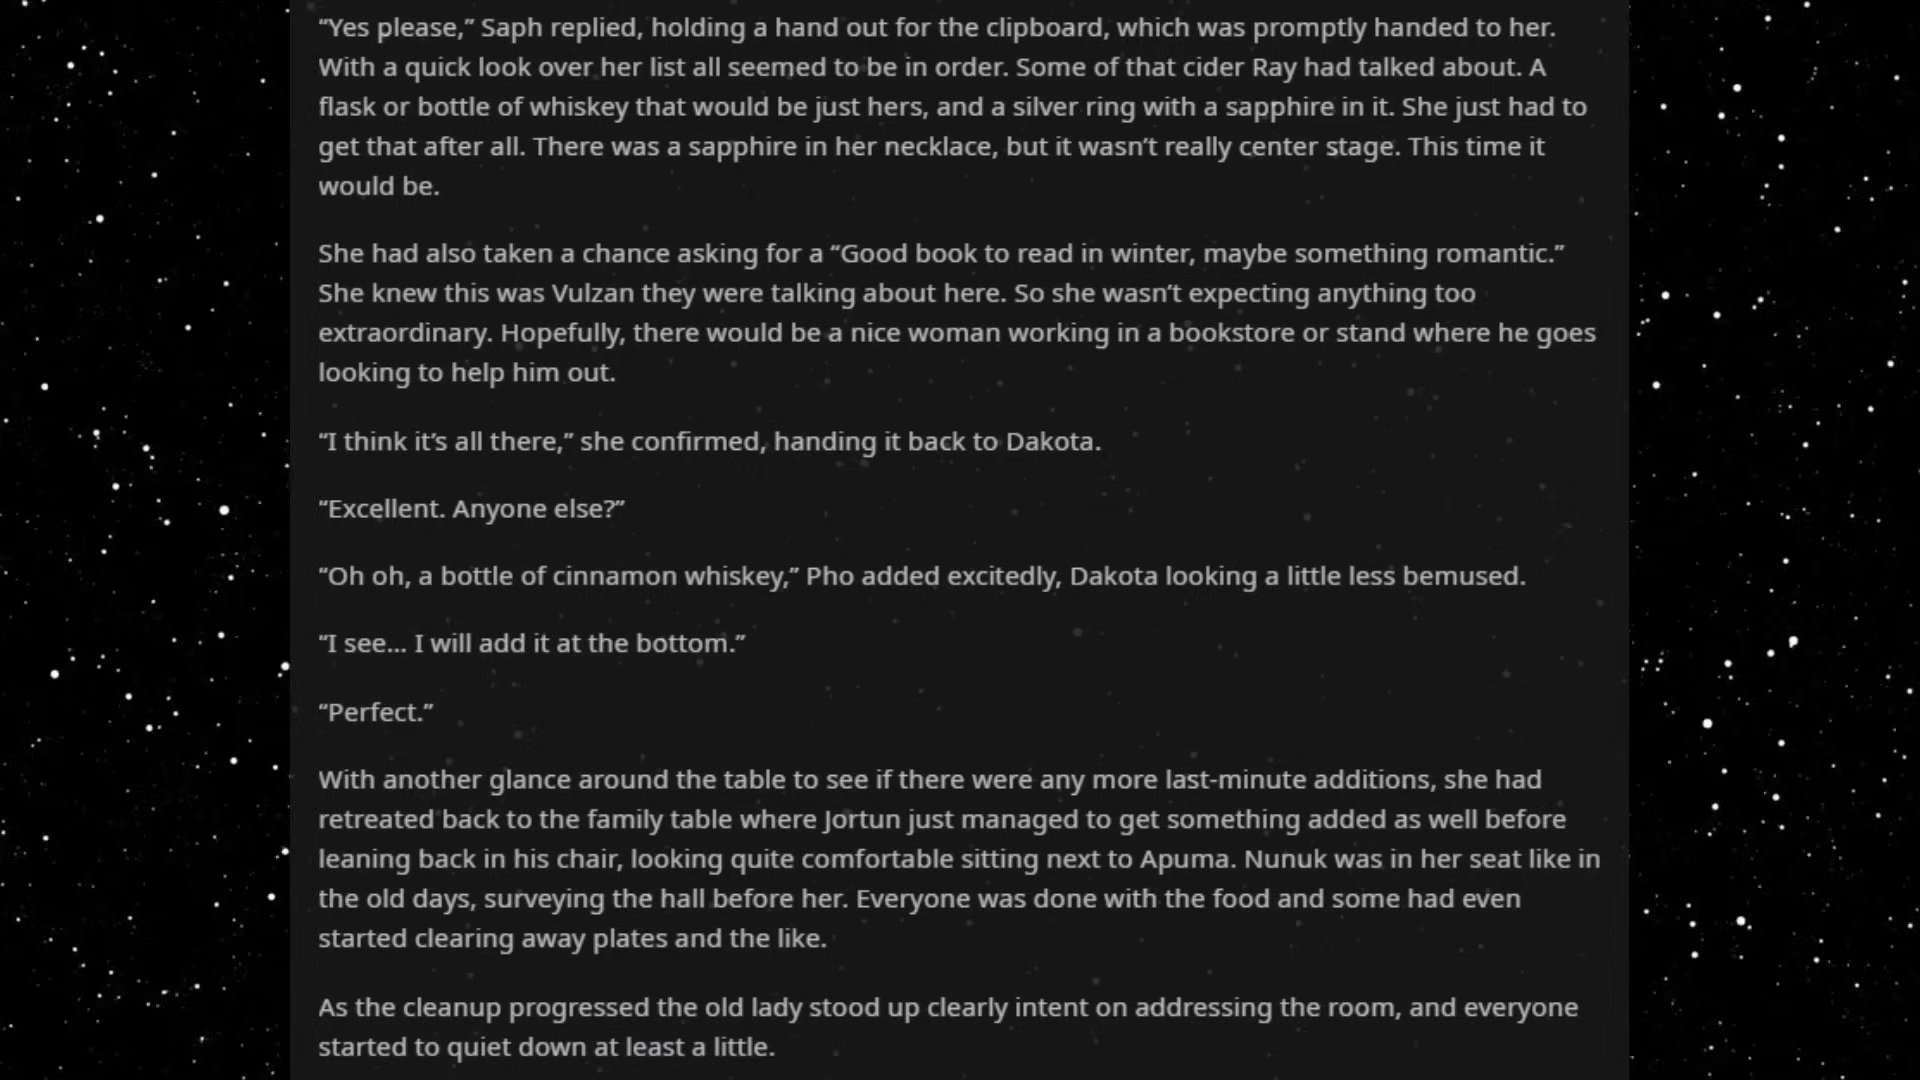 “Yes please,” Saph replied, holding a hand out for the clipboard, which was promptly handed to her.
With a quick look over her list all seemed to be in order. Some of that cider Ray had talked about. A
flask or bottle of whiskey that would be just hers, and a silver ring with a sapphire in it. She just had to
get that after all. There was a sapphire in her necklace, but it wasn’t really center stage. This time it
would be.
She had also taken a chance asking for a “Good book to read in winter, maybe something romantic.”
She knew this was Vulzan they were talking about here. So she wasn’t expecting anything too
extraordinary. Hopefully, there would be a nice woman working in a bookstore or stand where he goes
looking to help him out.
“I think it’s all there,” she confirmed, handing it back to Dakota.
“Excellent. Anyone else?”
“Oh oh, a bottle of cinnamon whiskey,” Pho added excitedly, Dakota looking a little less bemused.
“I see... I will add it at the bottom.”
“Perfect.”
With another glance around the table to see if there were any more last-minute additions, she had
retreated back to the family table where Jortun just managed to get something added as well before
leaning back in his chair, looking quite comfortable sitting next to Apuma. Nunuk was in her seat like in
the old days, surveying the hall before her. Everyone was done with the food and some had even
started clearing away plates and the like.
As the cleanup progressed the old lady stood up clearly intent on addressing the room, and everyone
started to quiet down at least a little.